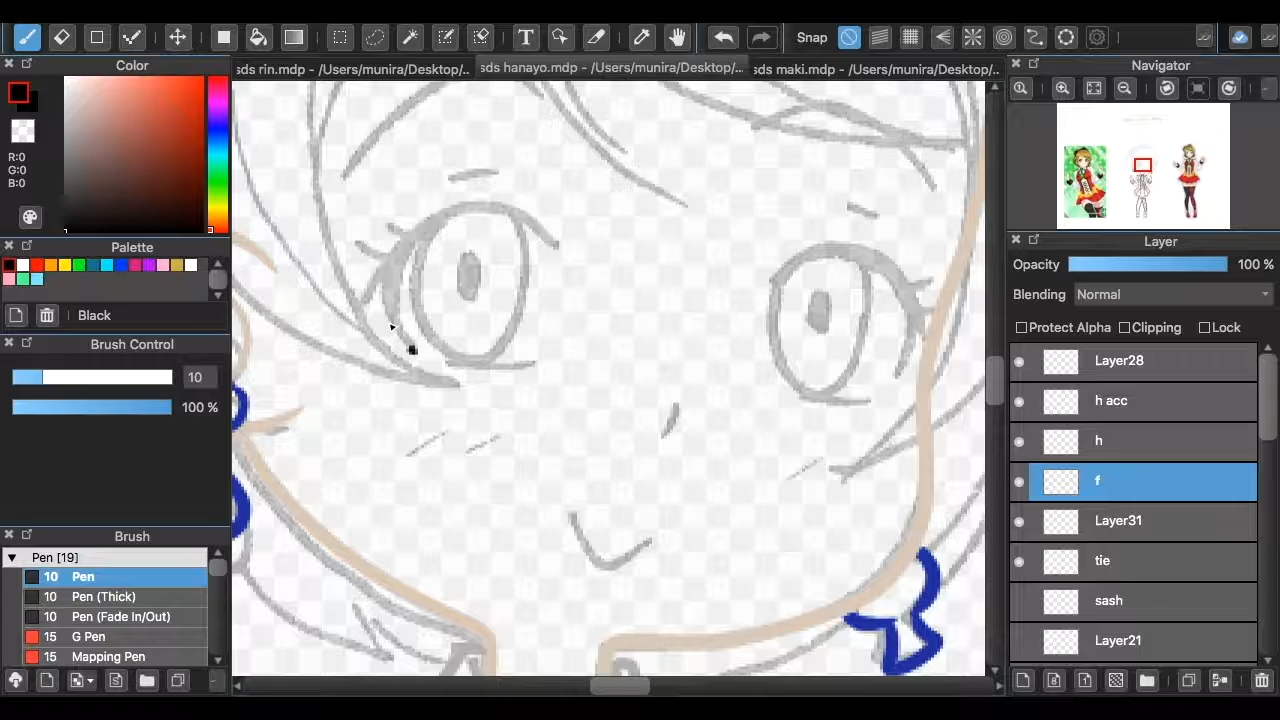 Snap
Color
sds rin.mdp - /Users/munira/Desktop/..
sds hanayo.mdp - /Users/munira/Desktop/...
sds maki.mdp - /Users/munira/Desktop/...
Navigator
R:0
G:0
B:0
Palette
Black
Brush Control
10
100 %
Brush
Pen [19]
10 Pen
10 Pen (Thick)
10 Pen (Fade In/Out)
15 G Pen
15 Mapping Pen
Layer
Opacity 100 %
Blending Normal
Protect Alpha Clipping Lock
Layer28
h acc
h
f
Layer31
tie
sash
Layer21